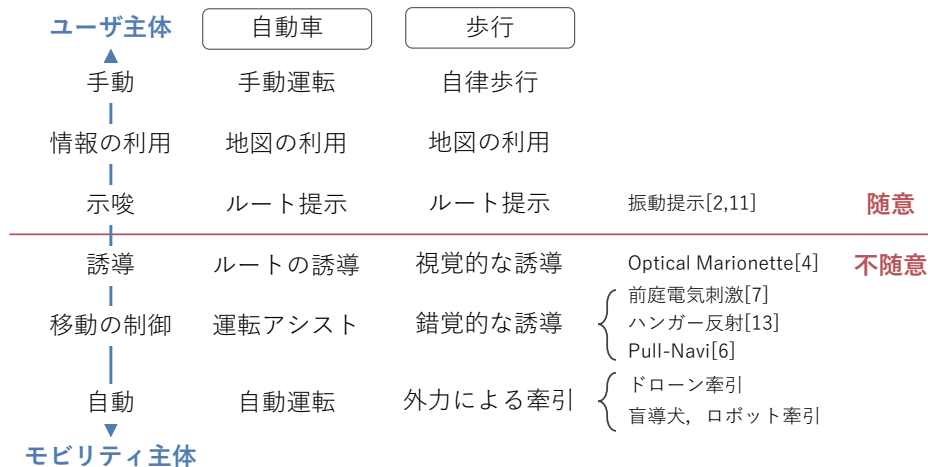 ユーザ主体 自動車 歩行
手動 手動運転 自律歩行
情報の利用 地図の利用 地図の利用
示唆 ルート提示 ルート提示 振動提示[2,11] 随意
誘導 ルートの誘導 視覚的な誘導 Optical Marionette[4] 不随意
前庭電気刺激[7]
移動の制御 運転アシスト 錯覚的な誘導 ハンガー反射[13]
Pull-Navi[6]
ドローン牽引
自動 自動運転 外力による牽引
盲導犬，ロボット牽引
モビリティ主体